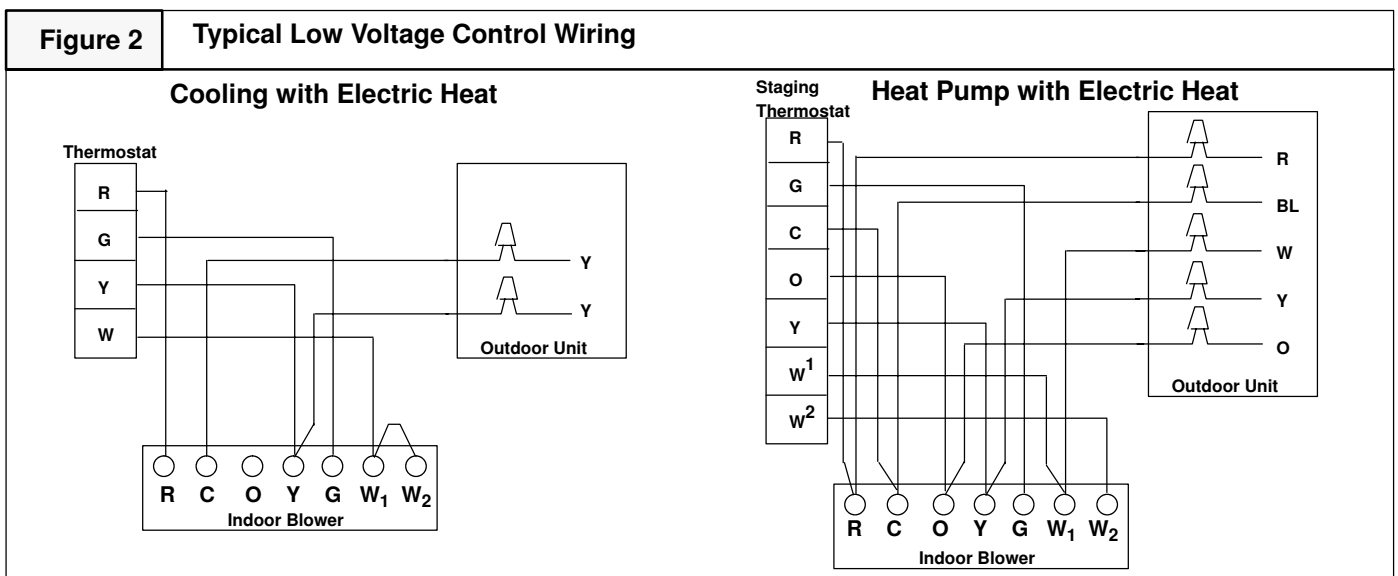 Figure 2 Typical Low Voltage Control Wiring
Cooling with Electric Heat
Thermostat
R
G
Y
W
Y
Y
Outdoor Unit
R C O Y G W1 W2
Indoor Blower
Heat Pump with Electric Heat
Staging
Thermostat
R
G
C
O
Y
W1
W2
R
BL
W
Y
O
Outdoor Unit
R C O Y G W1 W2
Indoor Blower